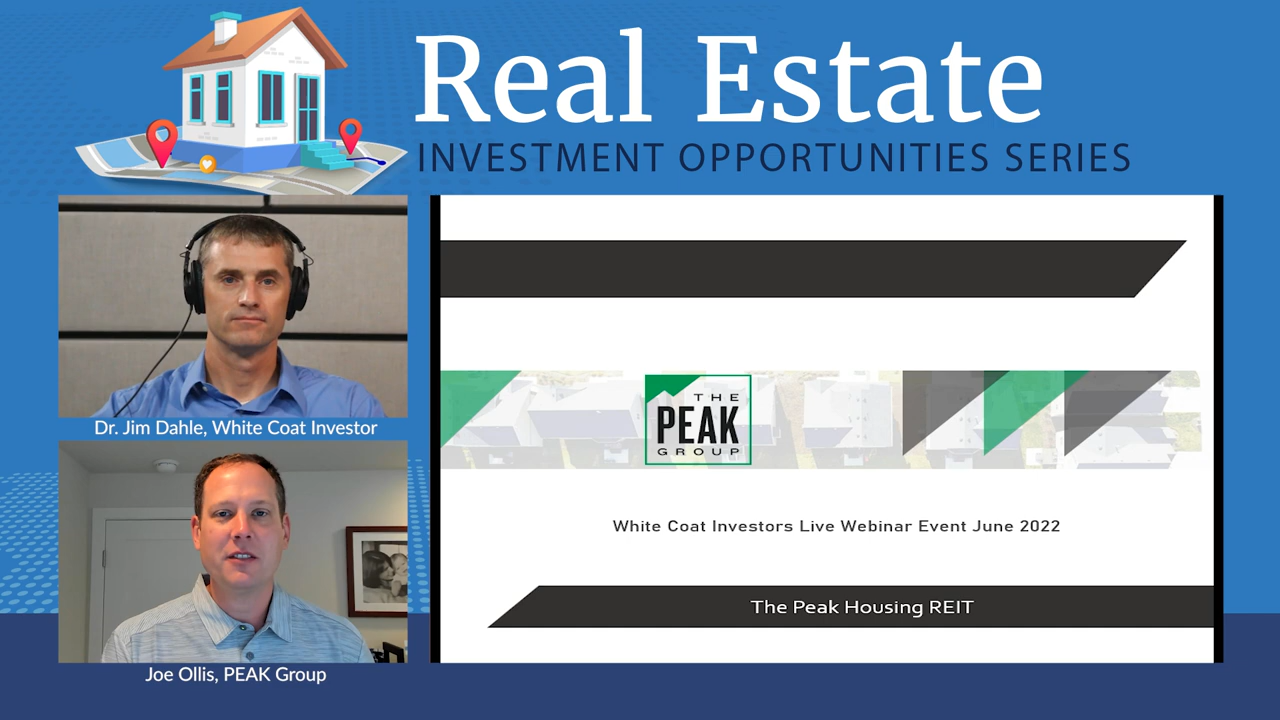 Real Estate
INVESTMENT OPPORTUNITIES SERIES
Dr. Jim Dahle, White Coat Investor
Joe Ollis, PEAK Group
THE
PEAK
GROUP
White Coat Investors Live Webinar Event June 2022
The Peak Housing REIT